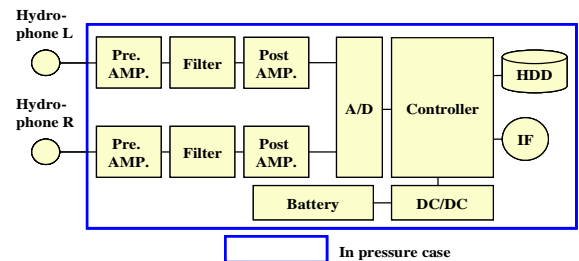 Hydro-
phone L
Pre.
AMP.
Filter
Post
AMP.
A/D
Controller
HDD
IF
Hydro-
phone R
Pre.
AMP.
Filter
Post
AMP.
Battery
DC/DC
In pressure case